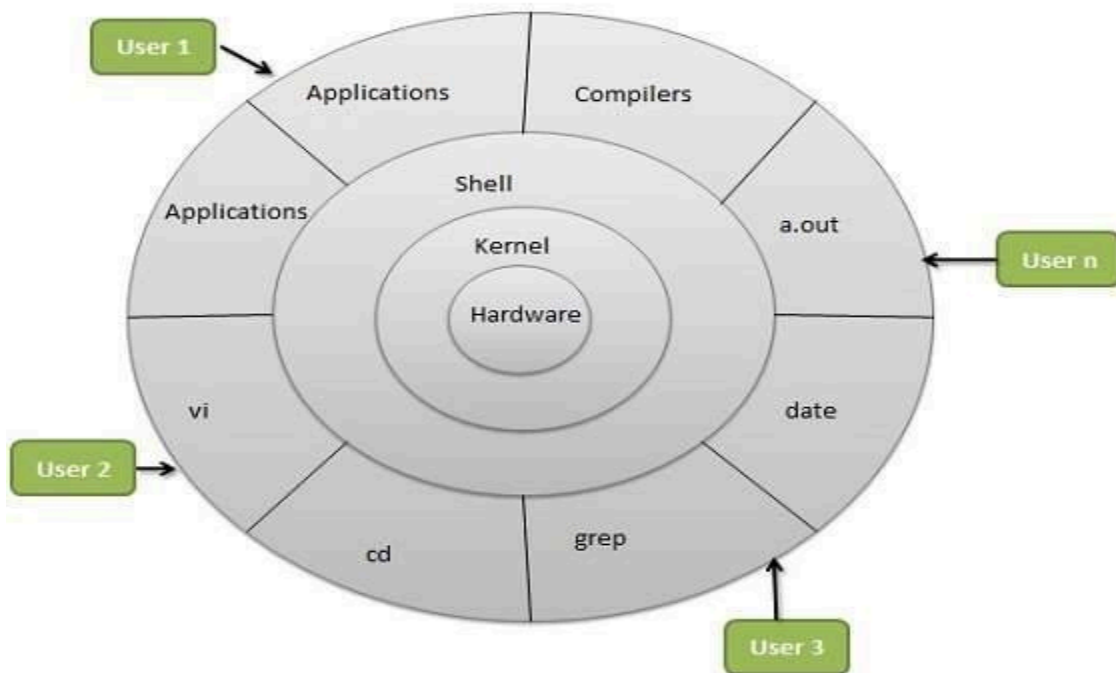 User 1
Applications
Compilers
Shell
Applications
a.out
Kernel
User n
Hardware
vi
date
User 2
grep
cd
User 3